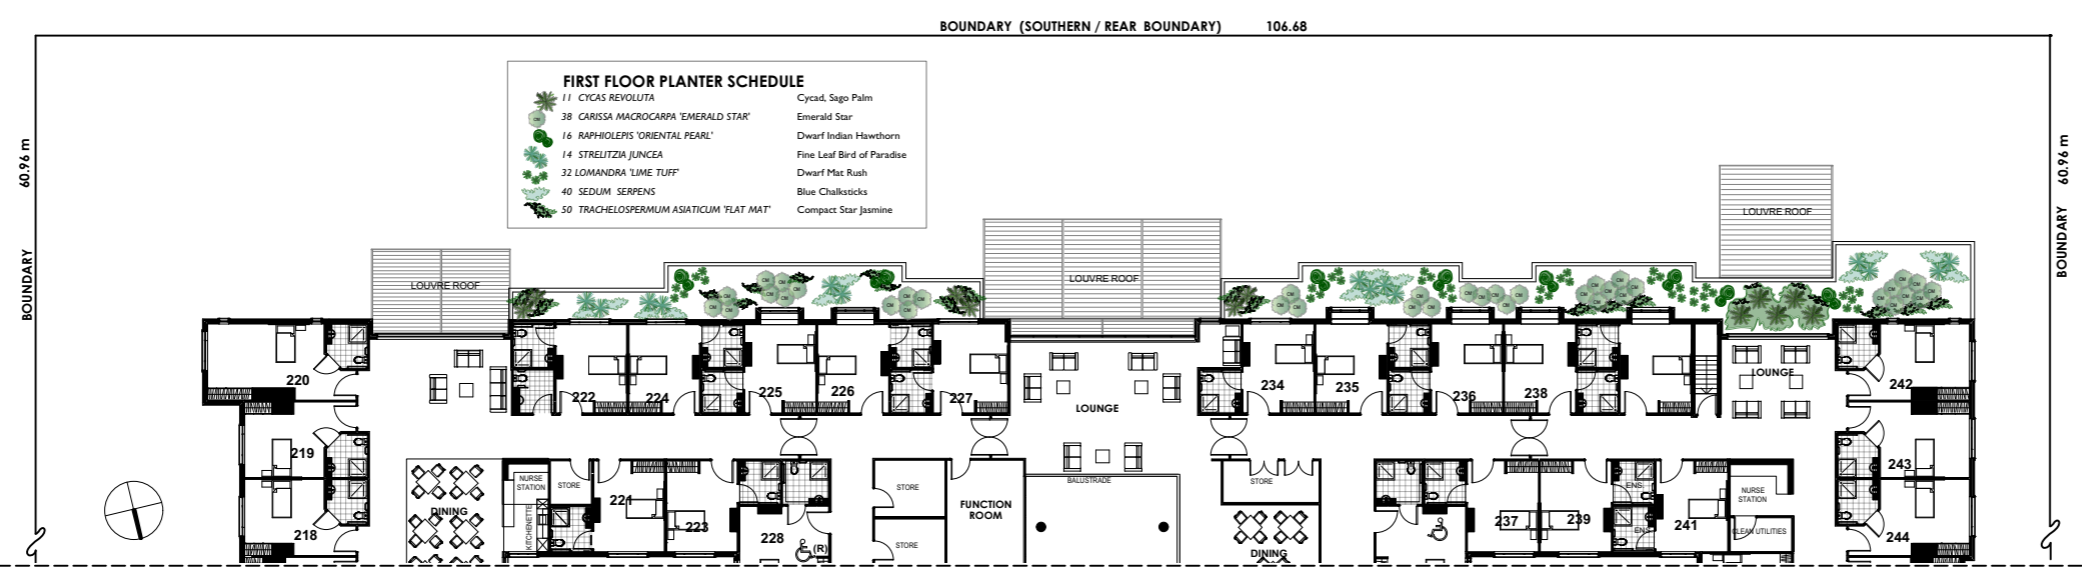 BOUNDARY (SOUTHERN / REAR BOUNDARY) 106.68
BOUNDARY 60.96 m
BOUNDARY 60.96 m
FIRST FLOOR PLANTER SCHEDULE
11 CYCAS REVOLUTA Cycad, Sago Palm
38 CARISSA MACROCARPA 'EMERALD STAR' Emerald Star
16 RAPHIOLEPIS 'ORIENTAL PEARL' Dwarf Indian Hawthorn
14 STRELITZIA JUNCEA Fine Leaf Bird of Paradise
32 LOMANDRA 'LIME TUFF' Dwarf Mat Rush
40 SEDUM SERPENS Blue Chalksticks
50 TRACHELOSPERMUM ASIATICUM 'FLAT MAT' Compact Star Jasmine
LOUVRE ROOF
LOUVRE ROOF
LOUVRE ROOF
220
222
224
225
226
227
LOUNGE
234
235
236
238
LOUNGE
242
219
243
218
DINING
NURSE
STATION
KITCHENETTE
STORE
221
223
228
(R)
STORE
STORE
FUNCTION
ROOM
BALUSTRADE
STORE
DINING
237
239
ENS
ENS
241
NURSE
STATION
CLEAN UTILITIES
244